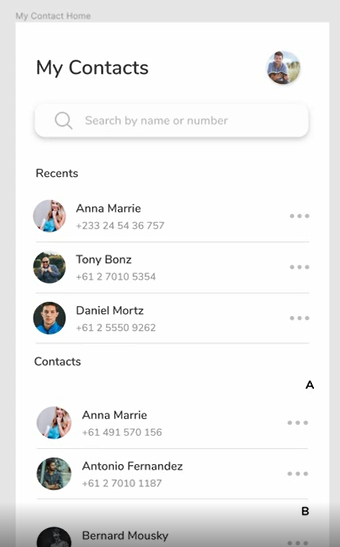 My Contact Home
My Contacts
Search by name or number
Recents
Anna Marrie
+233 24 54 36 757
Tony Bonz
+61 2 7010 5354
Daniel Mortz
+61 2 5550 9262
Contacts
A
Anna Marrie
+61 491 570 156
Antonio Fernandez
+61 2 7010 1187
B
Bernard Mousky